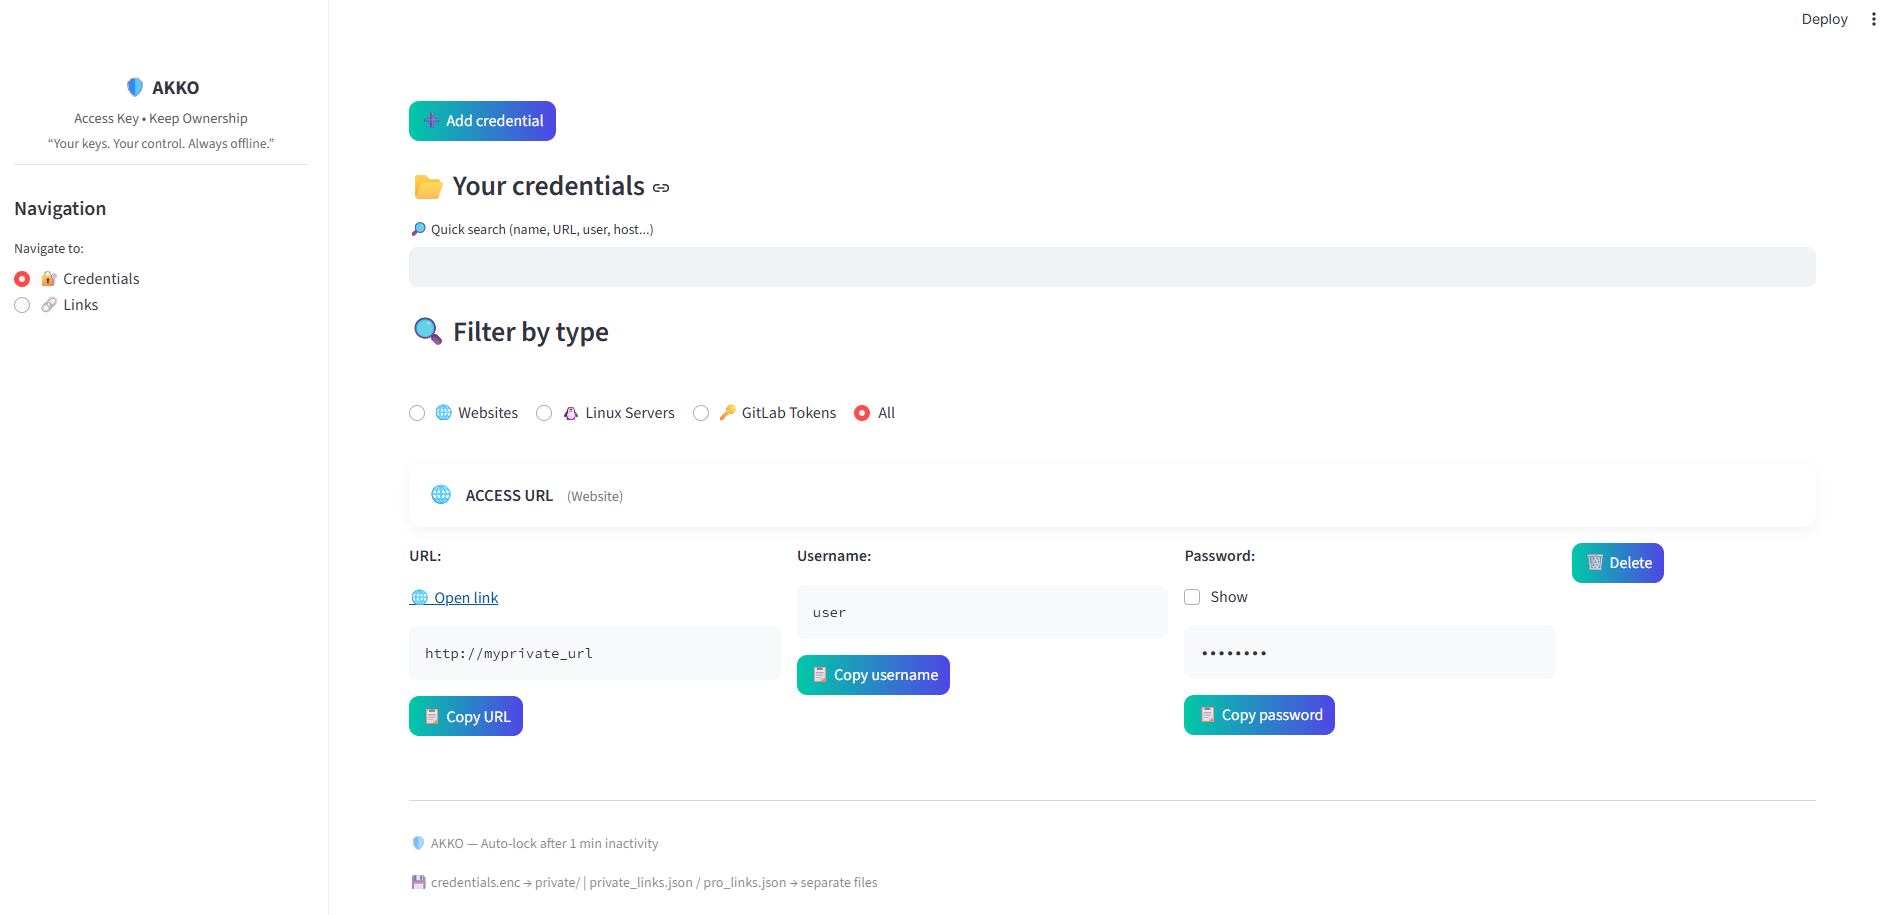 Deploy
AKKO
Access Key • Keep Ownership
“Your keys. Your control. Always offline.”
Navigation
Navigate to:
Credentials
Links
Add credential
Your credentials
Quick search (name, URL, user, host...)
Filter by type
Websites Linux Servers GitLab Tokens All
ACCESS URL (Website)
URL:
Open link
http://myprivate_url
Copy URL
Username:
user
Copy username
Password:
Show
••••••••
Copy password
Delete
AKKO — Auto-lock after 1 min inactivity
credentials.enc → private/ | private_links.json / pro_links.json → separate files